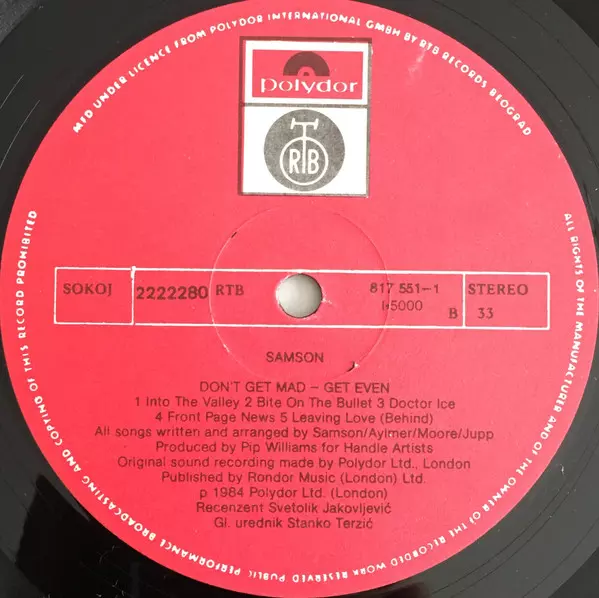 MFD UNDER LICENCE FROM POLYDOR INTERNATIONAL GMBH BY RTB RECORDS BEOGRAD
polydor
RTB
ALL RIGHTS OF THE MANUFACTURER AND OF THE OWNER OF THE RECORDED WORK RESERVED PUBLIC PERFORMANCE BROADCASTING AND COPYING OF THIS RECORD PROHIBITED
SOKOJ 2222280 RTB 817 551-1 STEREO
15000 B 33
SAMSON
DON'T GET MAD - GET EVEN
1 Into The Valley 2 Bite On The Bullet 3 Doctor Ice
4 Front Page News 5 Leaving Love (Behind)
All songs written and arranged by Samson/Aylmer/Moore/Jupp
Produced by Pip Williams for Handle Artists
Original sound recording made by Polydor Ltd., London
Published by Rondor Music (London) Ltd.
p 1984 Polydor Ltd. (London)
Recenzent Svetolik Jakovljević
Gl. urednik Stanko Terzić